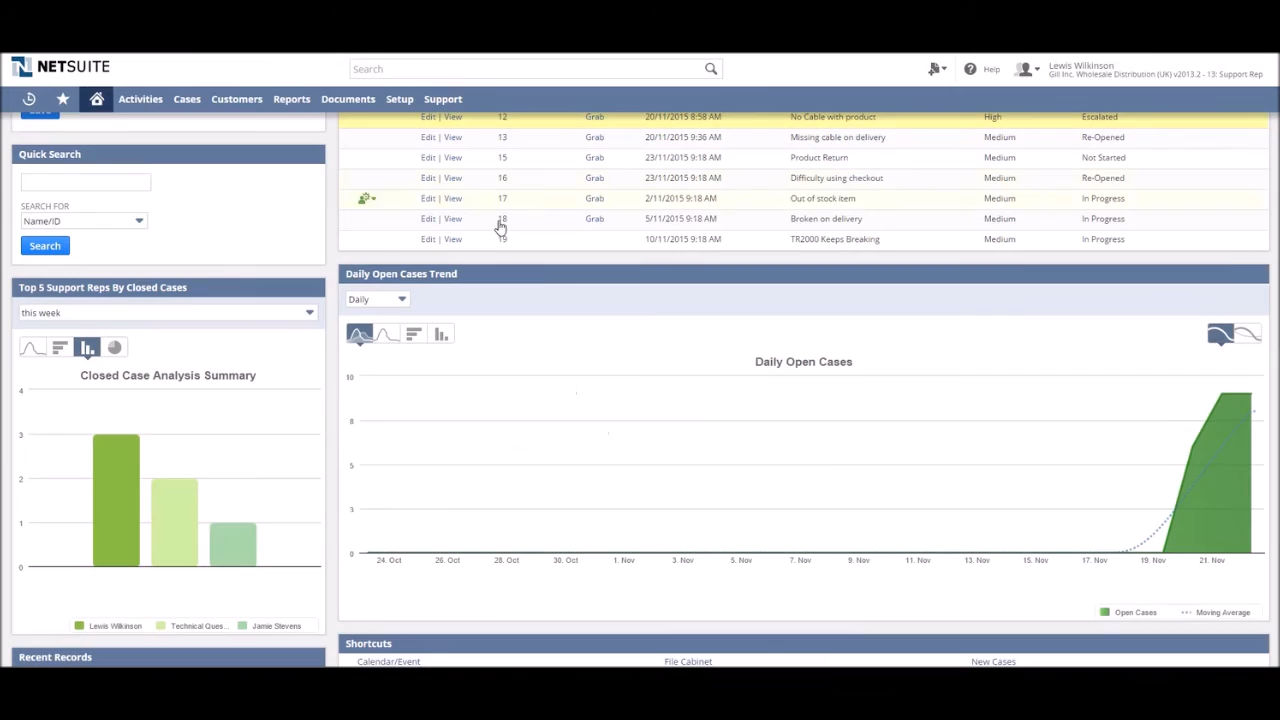 NETSUITE
Search
Help
Lewis Wilkinson
Gill Inc. Wholesale Distribution (UK) v2013.2 - 13: Support Rep
Activities Cases Customers Reports Documents Setup Support
Edit | View 12 Grab 20/11/2015 8:58 AM No Cable with product High Escalated
Edit | View 13 Grab 20/11/2015 9:36 AM Missing cable on delivery Medium Re-Opened
Edit | View 15 Grab 23/11/2015 9:18 AM Product Return Medium Not Started
Edit | View 16 Grab 23/11/2015 9:18 AM Difficulty using checkout Medium Re-Opened
Edit | View 17 Grab 2/11/2015 9:18 AM Out of stock item Medium In Progress
Edit | View 18 Grab 5/11/2015 9:18 AM Broken on delivery Medium In Progress
Edit | View 19 10/11/2015 9:18 AM TR2000 Keeps Breaking Medium In Progress
Quick Search
SEARCH FOR
Name/ID
Search
Top 5 Support Reps By Closed Cases
this week
Closed Case Analysis Summary
4
3
2
1
0
Lewis Wilkinson Technical Ques... Jamie Stevens
Recent Records
Daily Open Cases Trend
Daily
Daily Open Cases
10
8
5
3
0
24. Oct 26. Oct 28. Oct 30. Oct 1. Nov 3. Nov 5. Nov 7. Nov 9. Nov 11. Nov 13. Nov 15. Nov 17. Nov 19. Nov 21. Nov
Open Cases Moving Average
Shortcuts
Calendar/Event File Cabinet New Cases